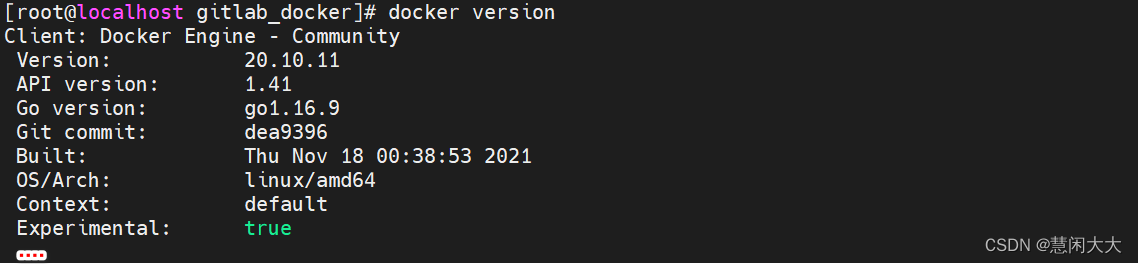 [root@localhost gitlab_docker]# docker version
Client: Docker Engine - Community
Version: 20.10.11
API version: 1.41
Go version: go1.16.9
Git commit: dea9396
Built: Thu Nov 18 00:38:53 2021
OS/Arch: linux/amd64
Context: default
Experimental: true
....
CSDN @慧闲大大